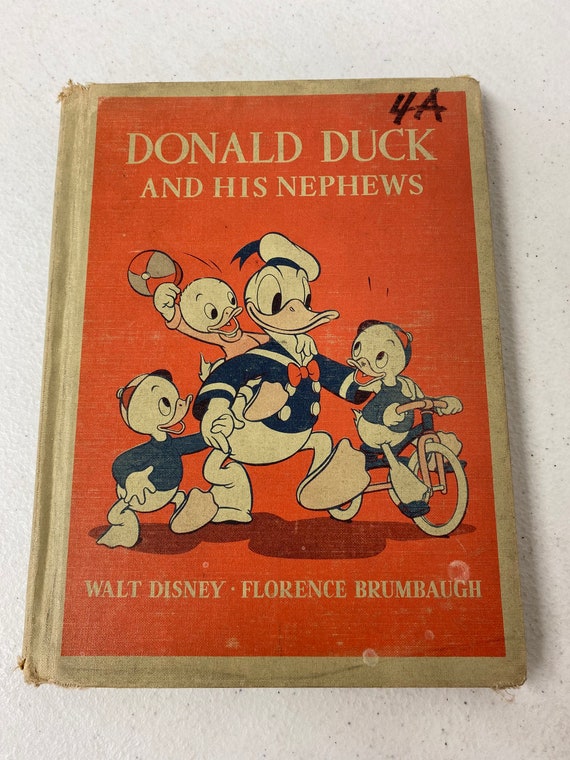 4A
DONALD DUCK
AND HIS NEPHEWS
WALT DISNEY · FLORENCE BRUMBAUGH